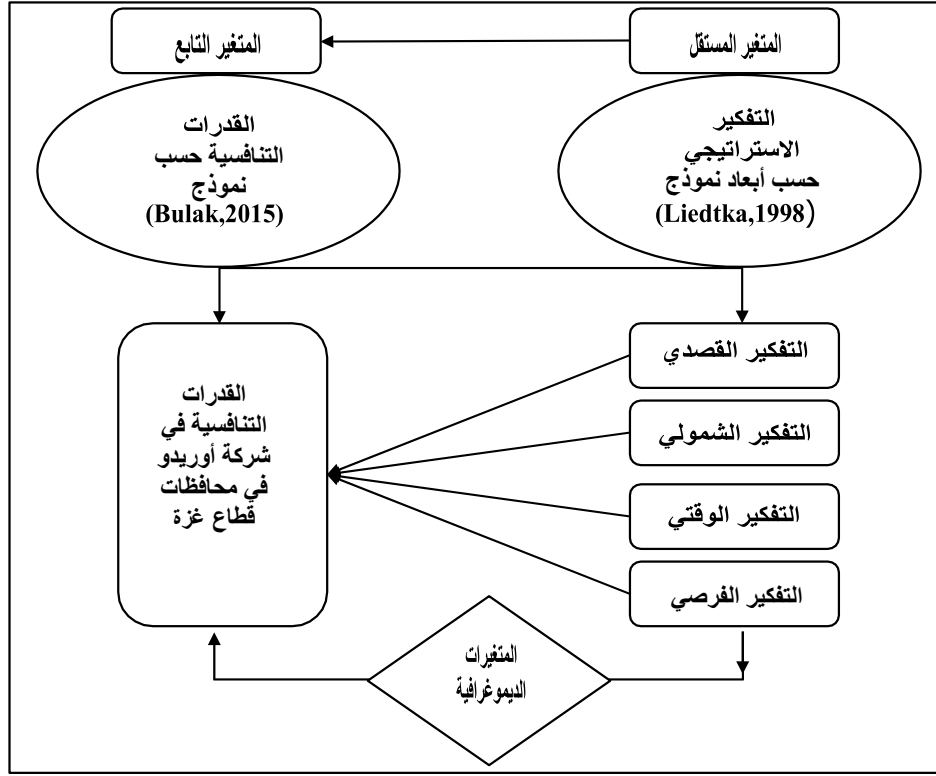 المتغير المستقل
المتغير التابع
التفكير
الاستراتيجي
حسب أبعاد نموذج
(Liedtka,1998)
القدرات
التنافسية حسب
نموذج
(Bulak,2015)
التفكير القصدي
التفكير الشمولي
التفكير الوقتي
التفكير الفرصي
القدرات
التنافسية في
شركة أوريدو
في محافظات
قطاع غزة
المتغيرات
الديموغرافية